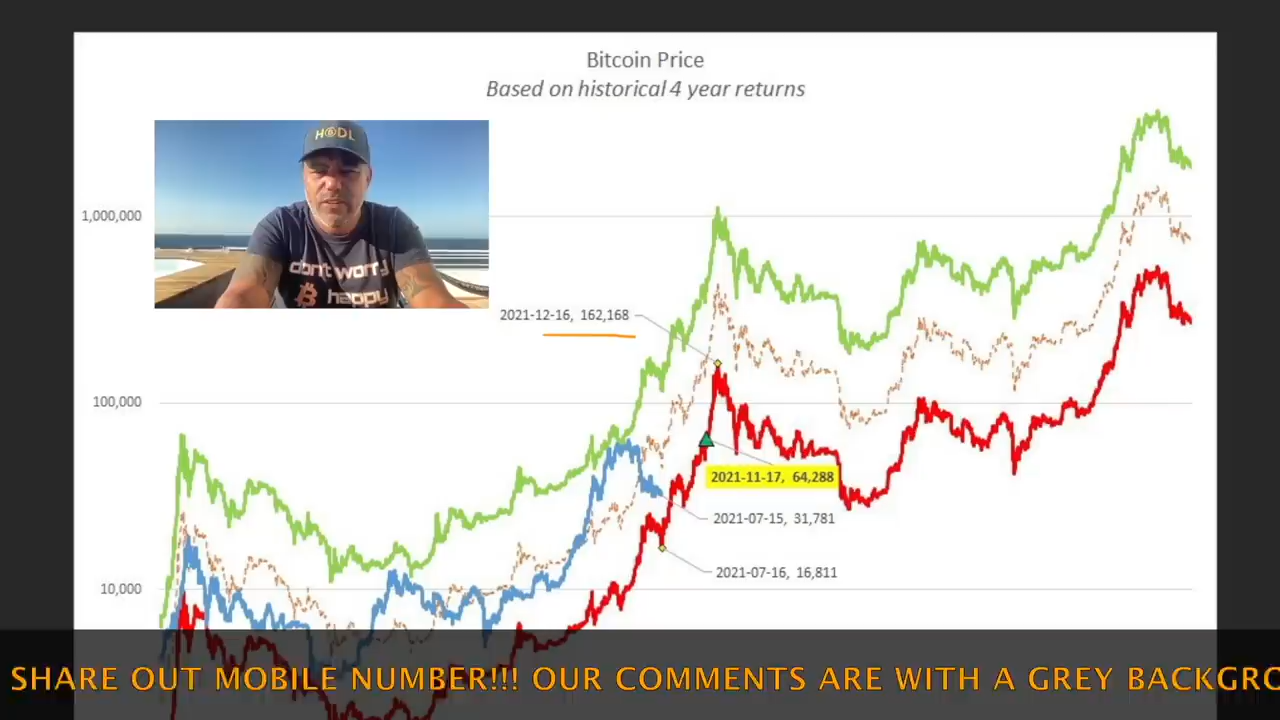 Bitcoin Price
Based on historical 4 year returns
H₿DL
don't worry
₿ happy
1,000,000
2021-12-16, 162,168
100,000
2021-11-17, 64,288
2021-07-15, 31,781
2021-07-16, 16,811
10,000
SHARE OUT MOBILE NUMBER!!! OUR COMMENTS ARE WITH A GREY BACKGRO